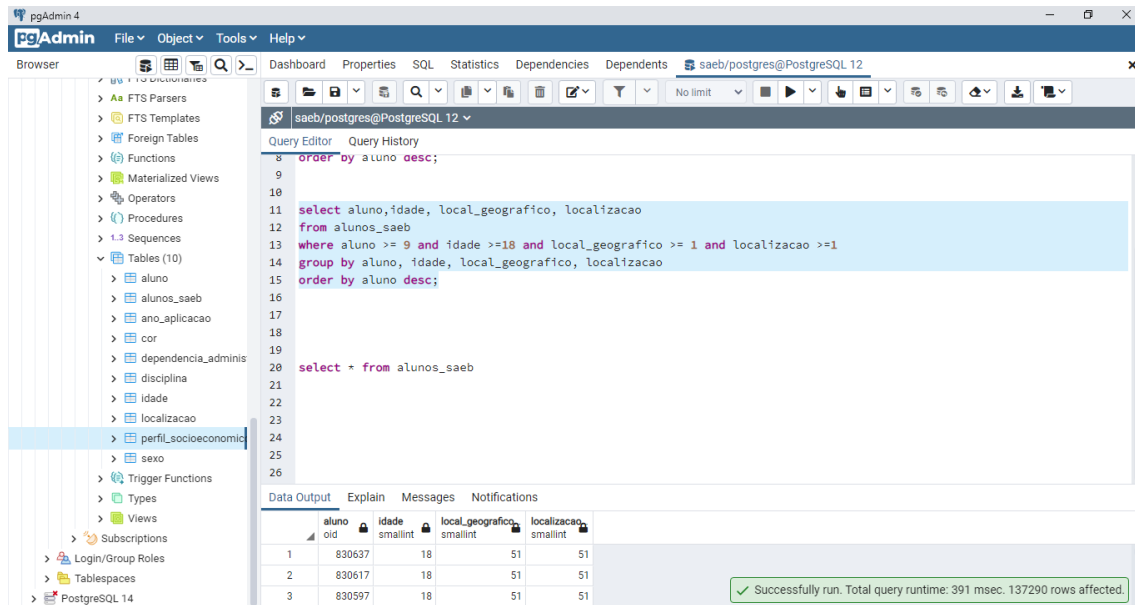 pgAdmin 4
pgAdmin File Object Tools Help
Browser
Dashboard Properties SQL Statistics Dependencies Dependents saeb/postgres@PostgreSQL 12
FTS Dictionaries
Aa FTS Parsers
FTS Templates
Foreign Tables
Functions
Materialized Views
Operators
Procedures
1..3 Sequences
Tables (10)
aluno
alunos_saeb
ano_aplicacao
cor
dependencia_adminis
disciplina
idade
localizacao
perfil_socioeconomic
sexo
Trigger Functions
Types
Views
Subscriptions
Login/Group Roles
Tablespaces
PostgreSQL 14
No limit
saeb/postgres@PostgreSQL 12
Query Editor Query History
8 order by aluno desc;
9
10
11 select aluno,idade, local_geografico, localizacao
12 from alunos_saeb
13 where aluno >= 9 and idade >=18 and local_geografico >= 1 and localizacao >=1
14 group by aluno, idade, local_geografico, localizacao
15 order by aluno desc;
16
17
18
19
20 select * from alunos_saeb
21
22
23
24
25
26
Data Output Explain Messages Notifications
aluno idade local_geografico localizacao
oid smallint smallint smallint
1 830637 18 51 51
2 830617 18 51 51
3 830597 18 51 51
Successfully run. Total query runtime: 391 msec. 137290 rows affected.